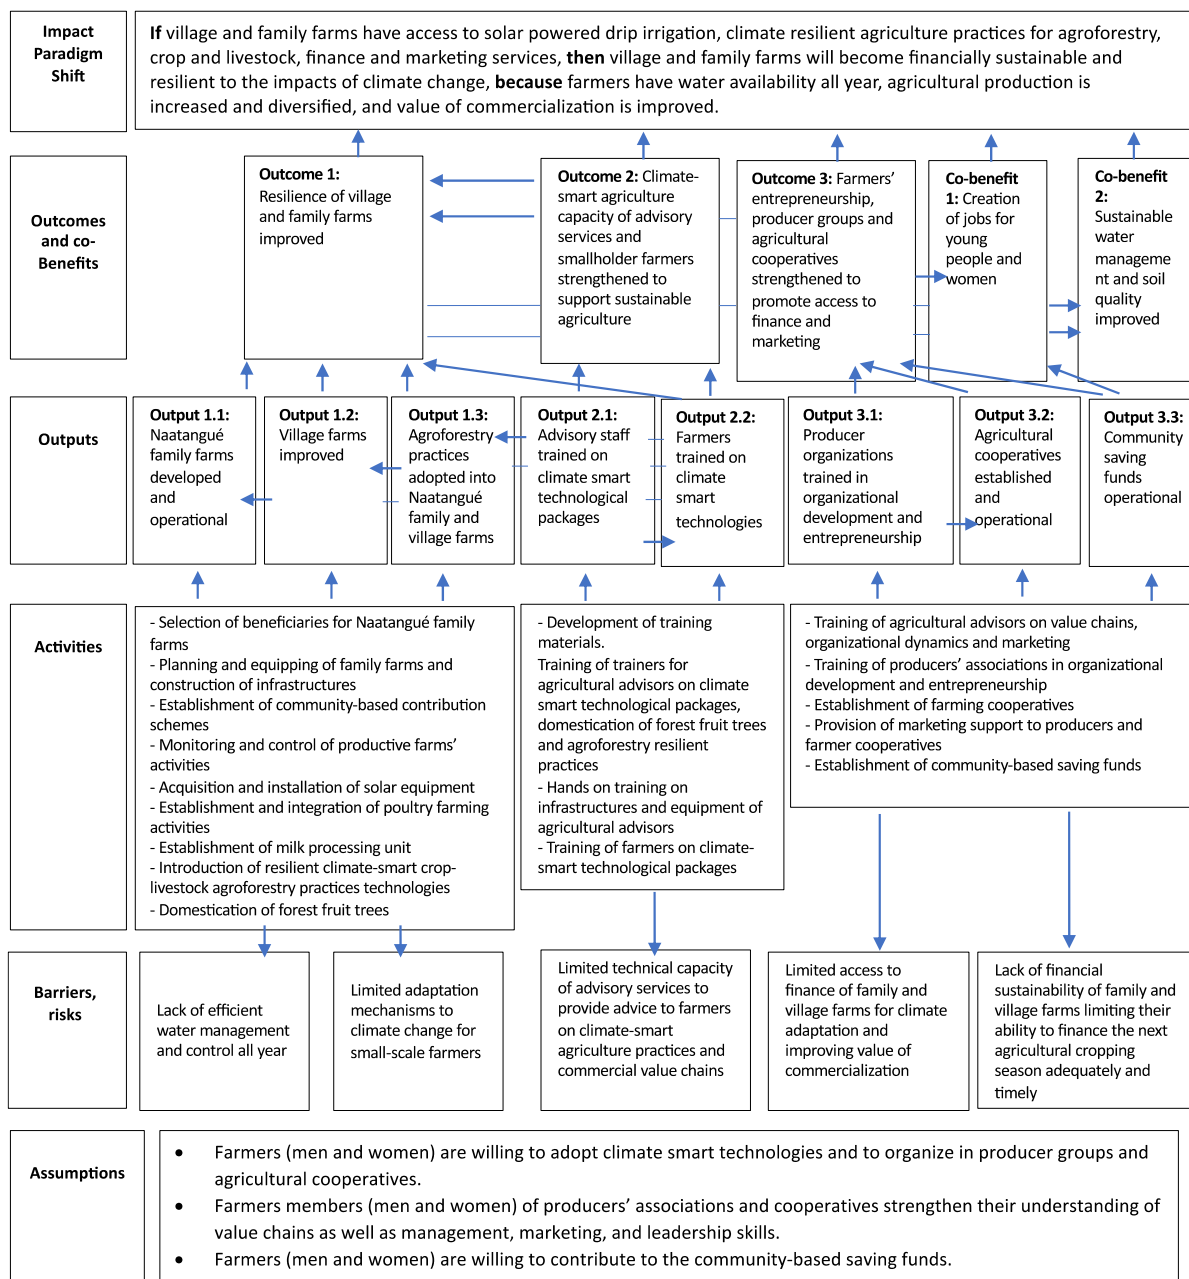 Impact
Paradigm
Shift
If village and family farms have access to solar powered drip irrigation, climate resilient agriculture practices for agroforestry,
crop and livestock, finance and marketing services, then village and family farms will become financially sustainable and
resilient to the impacts of climate change, because farmers have water availability all year, agricultural production is
increased and diversified, and value of commercialization is improved.
Outcomes
and co-
Benefits
Outcome 1:
Resilience of village
and family farms
improved
Outcome 2: Climate-
smart agriculture
capacity of advisory
services and
smallholder farmers
strengthened to
support sustainable
agriculture
Outcome 3: Farmers’
entrepreneurship,
producer groups and
agricultural
cooperatives
strengthened to
promote access to
finance and
marketing
Co-benefit
1: Creation
of jobs for
young
people and
women
Co-benefit
2:
Sustainable
water
manageme
nt and soil
quality
improved
Outputs
Output 1.1:
Naatangué
family farms
developed
and
operational
Output 1.2:
Village farms
improved
Output 1.3:
Agroforestry
practices
adopted into
Naatangué
family and
village farms
Output 2.1:
Advisory staff
trained on
climate smart
technological
packages
Output 2.2:
Farmers
trained on
climate
smart
technologies
Output 3.1:
Producer
organizations
trained in
organizational
development and
entrepreneurship
Output 3.2:
Agricultural
cooperatives
established
and
operational
Output 3.3:
Community
saving
funds
operational
Activities
- Selection of beneficiaries for Naatangué family
farms
- Planning and equipping of family farms and
construction of infrastructures
- Establishment of community-based contribution
schemes
- Monitoring and control of productive farms’
activities
- Acquisition and installation of solar equipment
- Establishment and integration of poultry farming
activities
- Establishment of milk processing unit
- Introduction of resilient climate-smart crop-
livestock agroforestry practices technologies
- Domestication of forest fruit trees
- Development of training
materials.
Training of trainers for
agricultural advisors on climate
smart technological packages,
domestication of forest fruit trees
and agroforestry resilient
practices
- Hands on training on
infrastructures and equipment of
agricultural advisors
- Training of farmers on climate-
smart technological packages
- Training of agricultural advisors on value chains,
organizational dynamics and marketing
- Training of producers’ associations in organizational
development and entrepreneurship
- Establishment of farming cooperatives
- Provision of marketing support to producers and
farmer cooperatives
- Establishment of community-based saving funds
Barriers,
risks
Lack of efficient
water management
and control all year
Limited adaptation
mechanisms to
climate change for
small-scale farmers
Limited technical capacity
of advisory services to
provide advice to farmers
on climate-smart
agriculture practices and
commercial value chains
Limited access to
finance of family and
village farms for climate
adaptation and
improving value of
commercialization
Lack of financial
sustainability of family and
village farms limiting their
ability to finance the next
agricultural cropping
season adequately and
timely
Assumptions
• Farmers (men and women) are willing to adopt climate smart technologies and to organize in producer groups and
agricultural cooperatives.
• Farmers members (men and women) of producers’ associations and cooperatives strengthen their understanding of
value chains as well as management, marketing, and leadership skills.
• Farmers (men and women) are willing to contribute to the community-based saving funds.